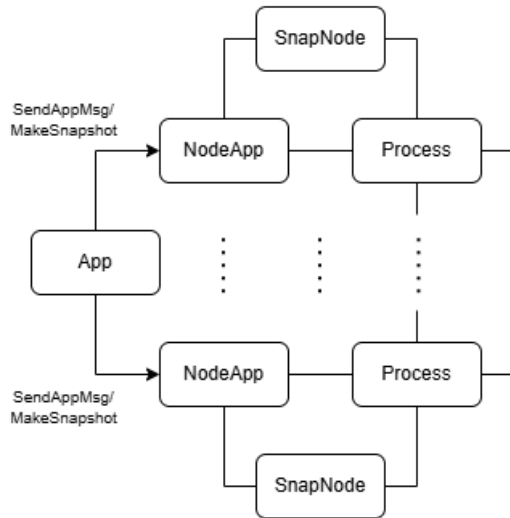 SnapNode
SendAppMsg/
MakeSnapshot
NodeApp
Process
App
NodeApp
Process
SendAppMsg/
MakeSnapshot
SnapNode